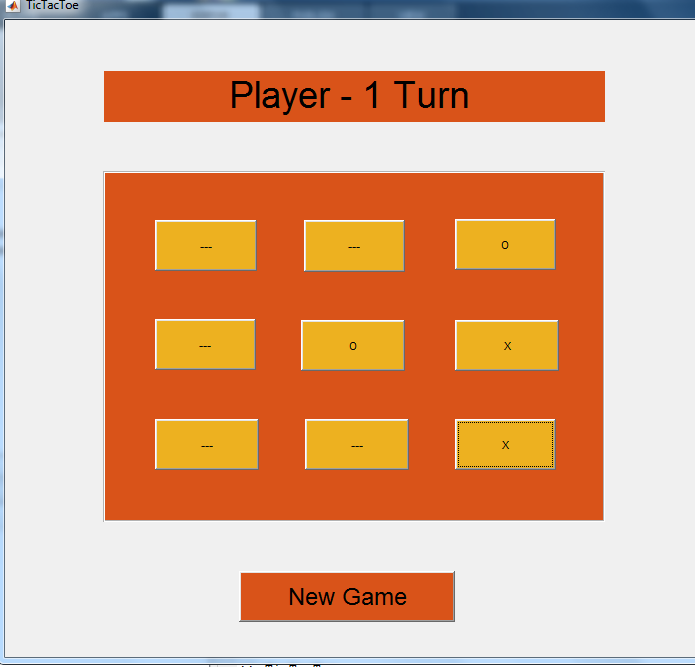 TicTacToe
Player - 1 Turn
--- --- O
--- O X
--- --- X
New Game